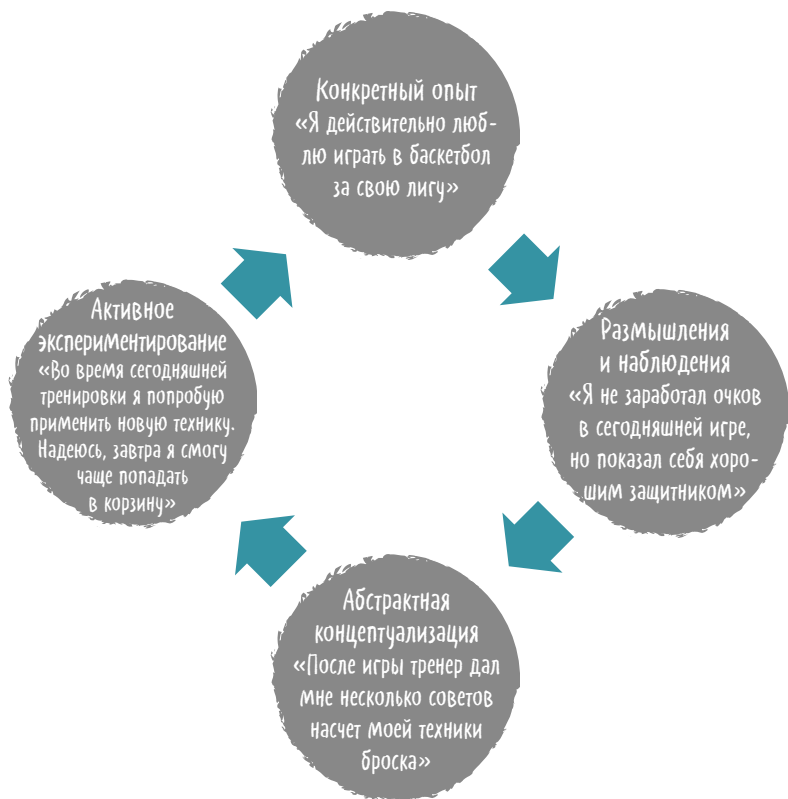 Конкретный опыт
«Я действительно люб-
лю играть в баскетбол
за свою лигу»
Размышления
и наблюдения
«Я не заработал очков
в сегодняшней игре,
но показал себя хоро-
шим защитником»
Абстрактная
концептуализация
«После игры тренер дал
мне несколько советов
насчет моей техники
броска»
Активное
экспериментирование
«Во время сегодняшней
тренировки я попробую
применить новую технику.
Надеюсь, завтра я смогу
чаще попадать
в корзину»